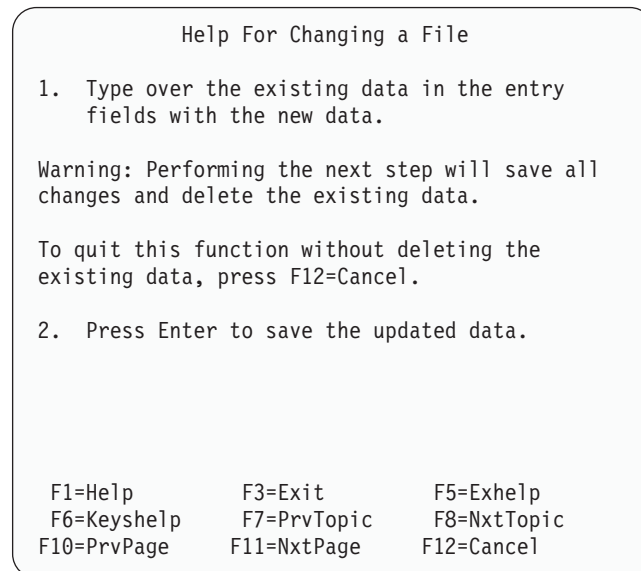 Help For Changing a File
1. Type over the existing data in the entry
fields with the new data.
Warning: Performing the next step will save all
changes and delete the existing data.
To quit this function without deleting the
existing data, press F12=Cancel.
2. Press Enter to save the updated data.
F1=Help F3=Exit F5=Exhelp
F6=Keyshelp F7=PrvTopic F8=NxtTopic
F10=PrvPage F11=NxtPage F12=Cancel